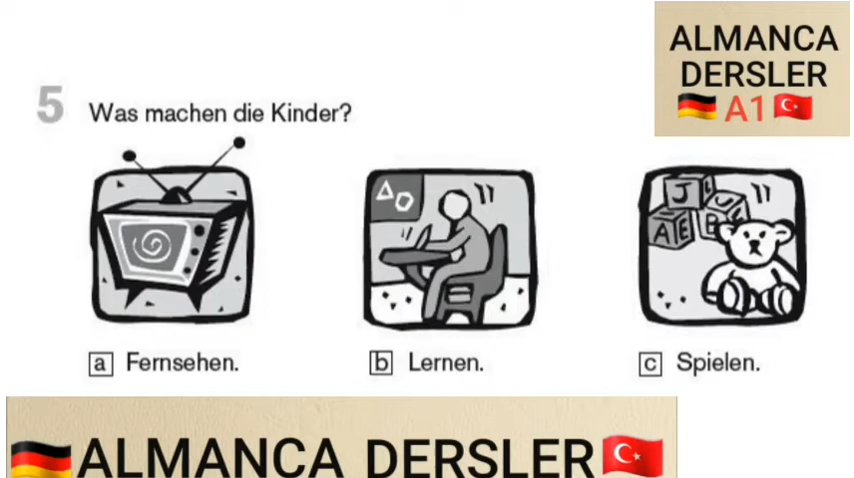 ALMANCA
DERSLER
A1
5 Was machen die Kinder?
J
A E B
a Fernsehen.
b Lernen.
c Spielen.
ALMANCA DERSLER